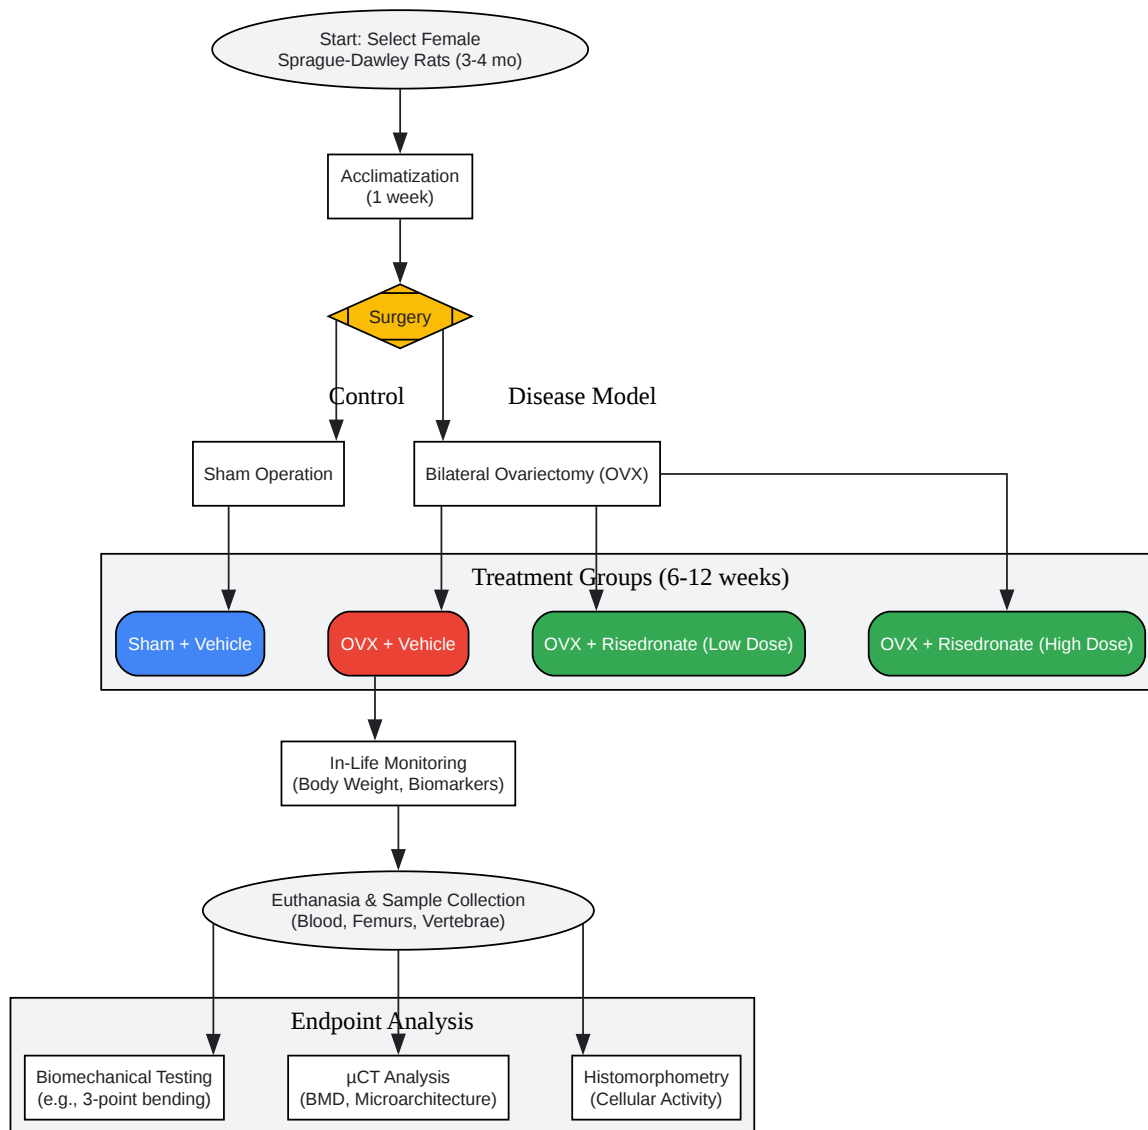 Start: Select Female
Sprague-Dawley Rats (3-4 mo)
Acclimatization
(1 week)
Surgery
Control
Disease Model
Sham Operation
Bilateral Ovariectomy (OVX)
Treatment Groups (6-12 weeks)
Sham + Vehicle
OVX + Vehicle
OVX + Risedronate (Low Dose)
OVX + Risedronate (High Dose)
In-Life Monitoring
(Body Weight, Biomarkers)
Euthanasia & Sample Collection
(Blood, Femurs, Vertebrae)
Endpoint Analysis
Biomechanical Testing
(e.g., 3-point bending)
µCT Analysis
(BMD, Microarchitecture)
Histomorphometry
(Cellular Activity)